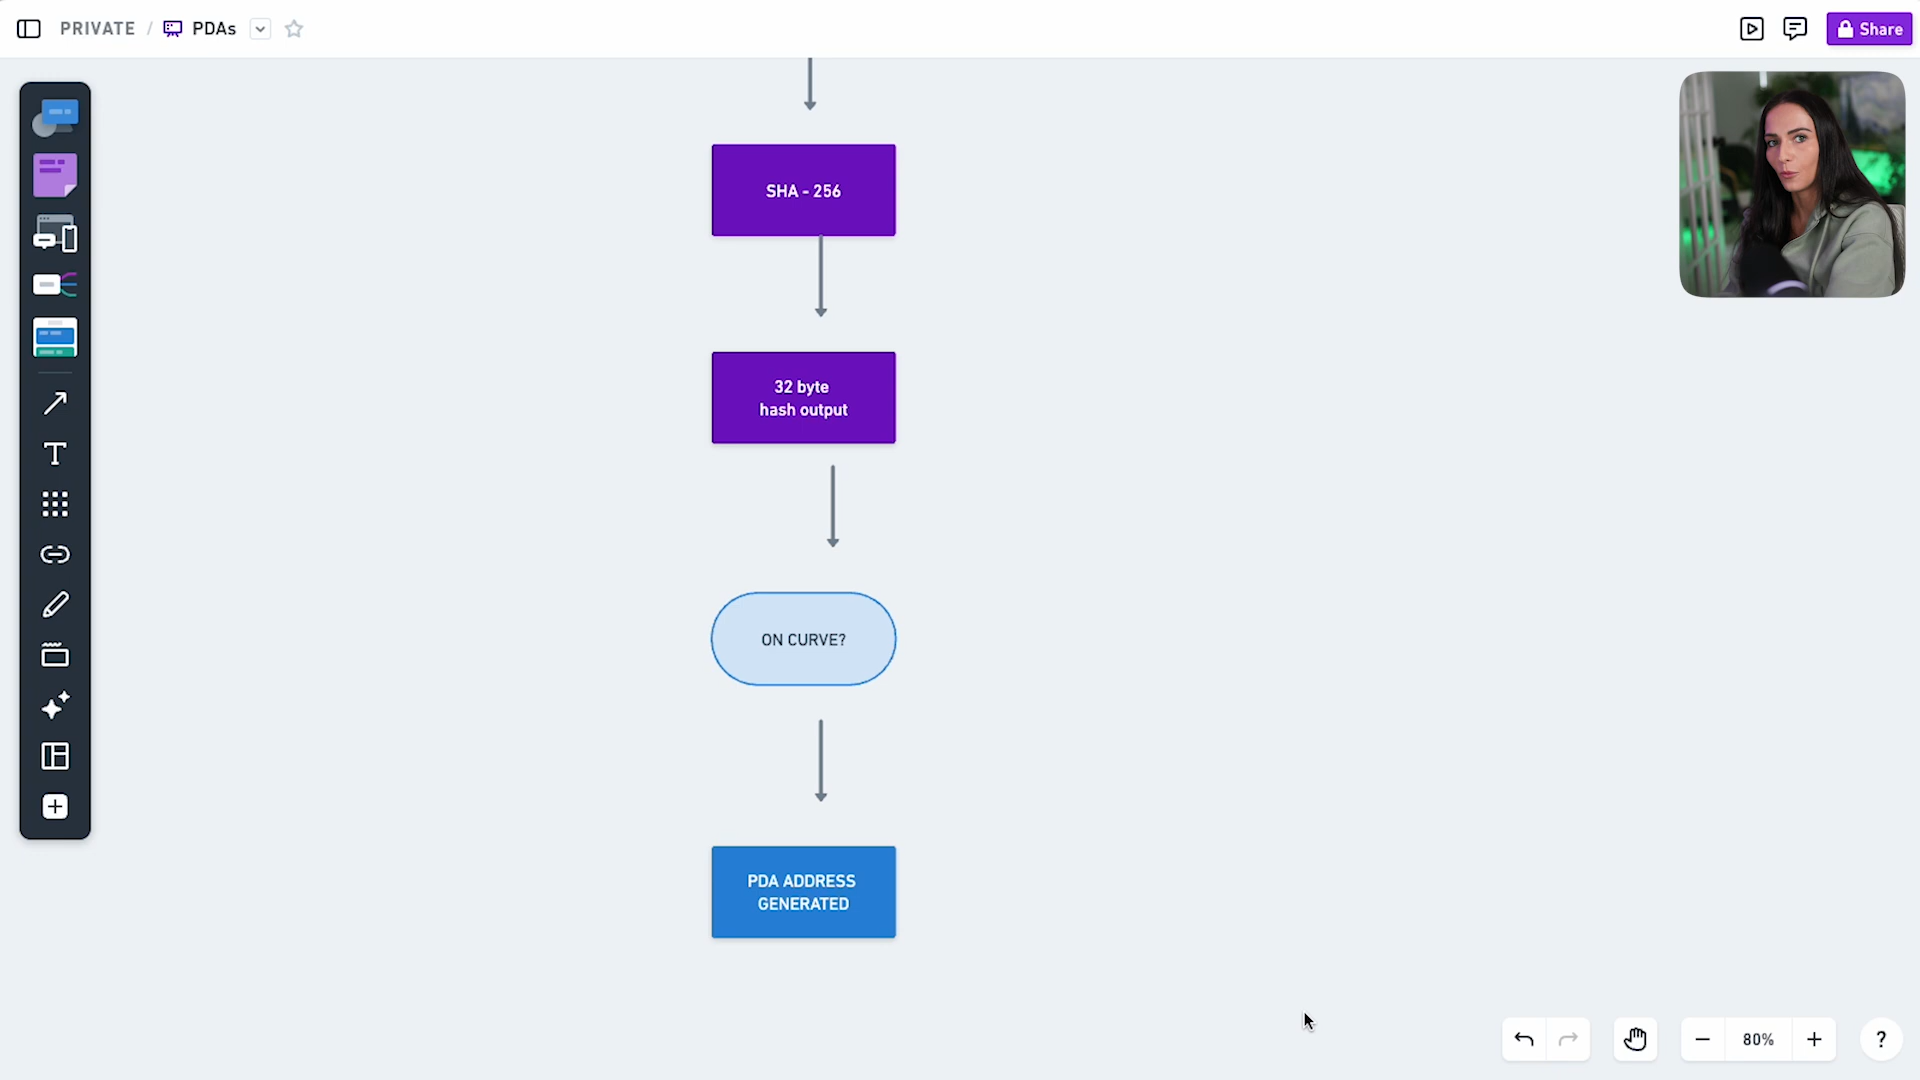 PRIVATE / PDAs
Share
SHA - 256
32 byte
hash output
ON CURVE?
PDA ADDRESS
GENERATED
80%
?